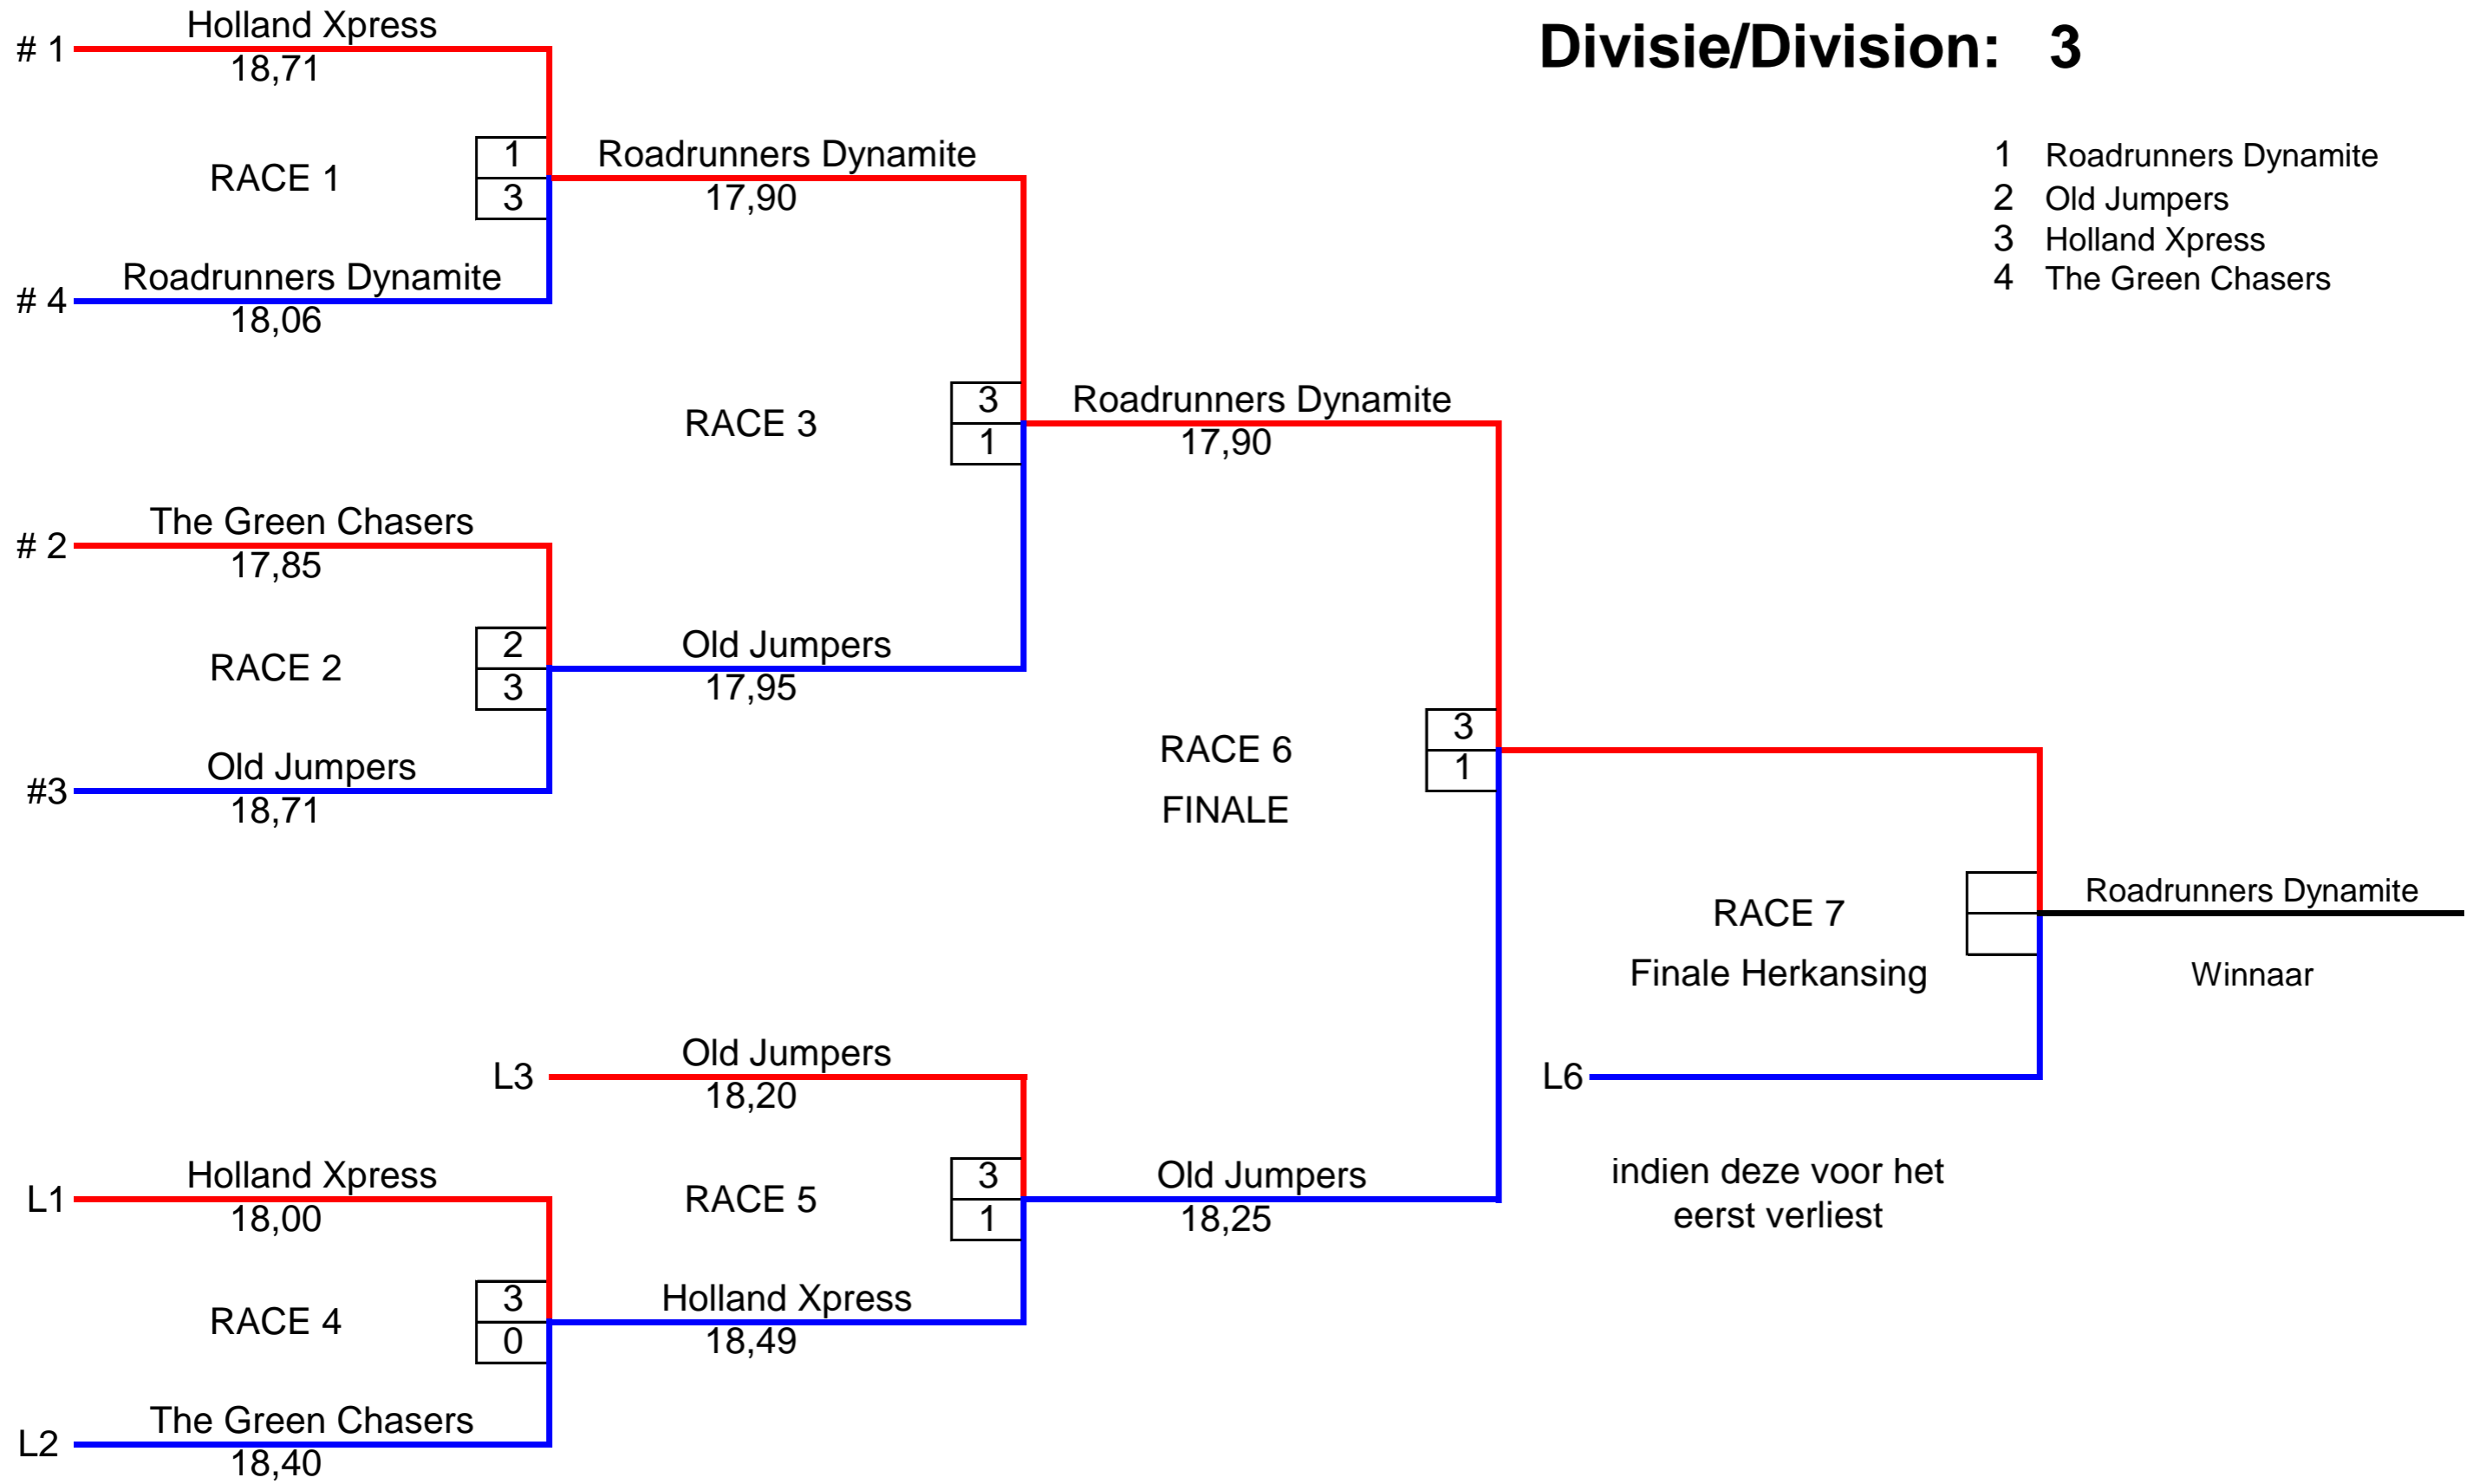 Divisie/Division: 3
1 Roadrunners Dynamite
2 Old Jumpers
3 Holland Xpress
4 The Green Chasers
# 1
Holland Xpress
18,71
RACE 1
1
3
# 4
Roadrunners Dynamite
18,06
Roadrunners Dynamite
17,90
# 2
The Green Chasers
17,85
RACE 2
2
3
#3
Old Jumpers
18,71
Old Jumpers
17,95
RACE 3
3
1
Roadrunners Dynamite
17,90
RACE 6
FINALE
3
1
L3
Old Jumpers
18,20
L1
Holland Xpress
18,00
RACE 4
3
0
L2
The Green Chasers
18,40
Holland Xpress
18,49
RACE 5
3
1
Old Jumpers
18,25
RACE 7
Finale Herkansing
L6
indien deze voor het
eerst verliest
Roadrunners Dynamite
Winnaar